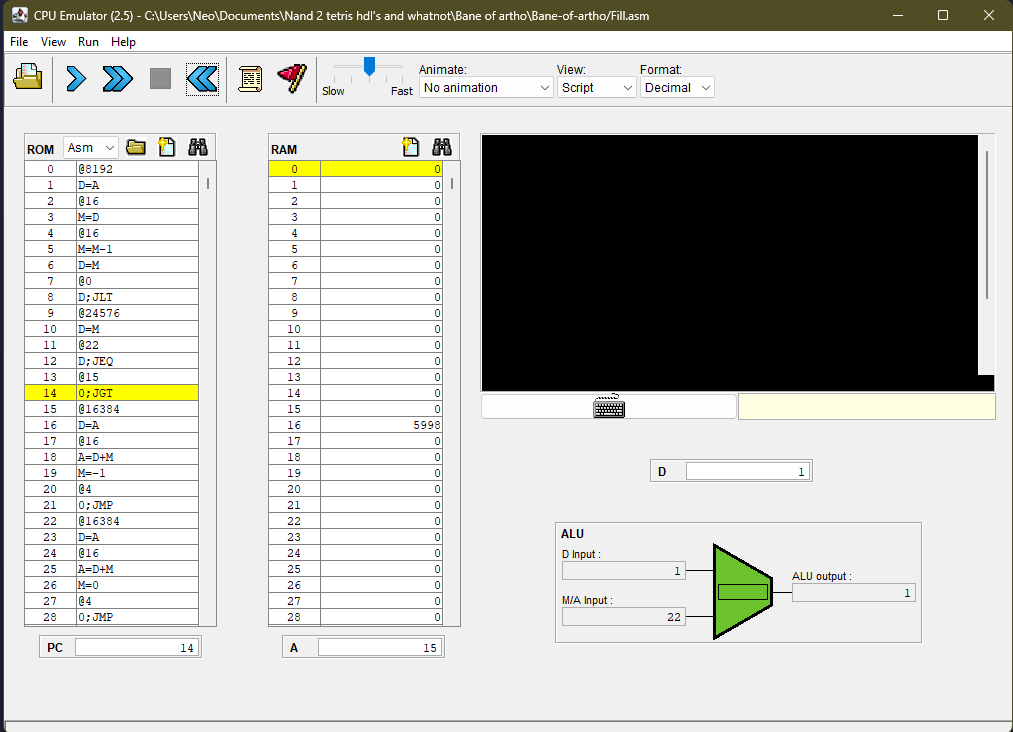 CPU Emulator (2.5) - C:\Users\Neo\Documents\Nand 2 tetris hdl's and whatnot\Bane of artho\Bane-of-artho/Fill.asm
File View Run Help
Slow Fast
Animate: View: Format:
No animation Script Decimal
ROM Asm
0 @8192
1 D=A
2 @16
3 M=D
4 @16
5 M=M-1
6 D=M
7 @0
8 D;JLT
9 @24576
10 D=M
11 @22
12 D;JEQ
13 @15
14 0;JGT
15 @16384
16 D=A
17 @16
18 A=D+M
19 M=-1
20 @4
21 0;JMP
22 @16384
23 D=A
24 @16
25 A=D+M
26 M=0
27 @4
28 0;JMP
PC 14
RAM
0 0
1 0
2 0
3 0
4 0
5 0
6 0
7 0
8 0
9 0
10 0
11 0
12 0
13 0
14 0
15 0
16 5998
17 0
18 0
19 0
20 0
21 0
22 0
23 0
24 0
25 0
26 0
27 0
28 0
A 15
D 1
ALU
D Input :
1
M/A Input :
22
ALU output :
1